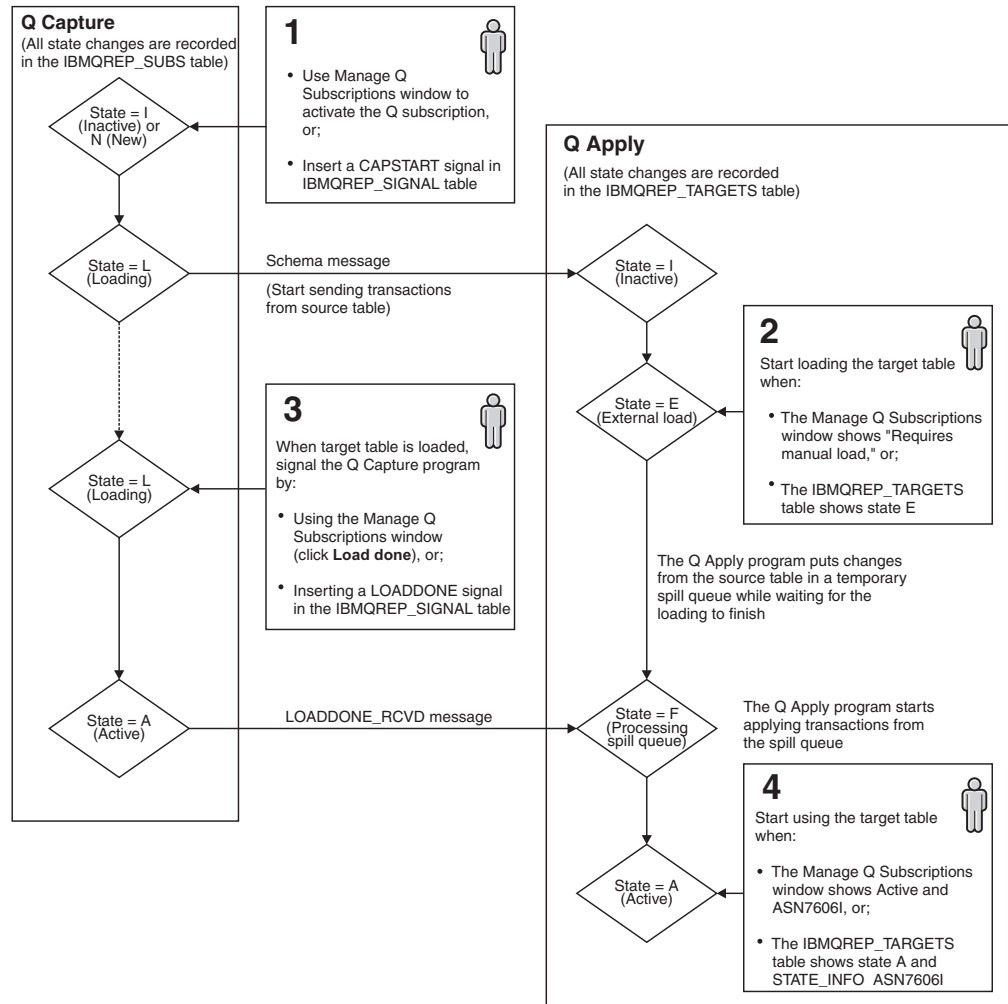 Q Capture
(All state changes are recorded
in the IBMQREP_SUBS table)
State = I
(Inactive) or
N (New)
1
• Use Manage Q
Subscriptions window to
activate the Q subscription,
or;
• Insert a CAPSTART signal in
IBMQREP_SIGNAL table
Q Apply
(All state changes are recorded
in the IBMQREP_TARGETS table)
State = L
(Loading)
Schema message
(Start sending transactions
from source table)
State = I
(Inactive)
2
Start loading the target table
when:
• The Manage Q Subscriptions
window shows "Requires
manual load," or;
• The IBMQREP_TARGETS
table shows state E
State = E
(External load)
3
When target table is loaded,
signal the Q Capture program
by:
• Using the Manage Q
Subscriptions window
(click Load done), or;
• Inserting a LOADDONE signal
in the IBMQREP_SIGNAL table
State = L
(Loading)
The Q Apply program puts changes
from the source table in a temporary
spill queue while waiting for the
loading to finish
State = A
(Active)
LOADDONE_RCVD message
State = F
(Processing
spill queue)
The Q Apply program starts
applying transactions from
the spill queue
4
Start using the target table
when:
• The Manage Q Subscriptions
window shows Active and
ASN7606I, or;
• The IBMQREP_TARGETS
table shows state A and
STATE_INFO ASN7606I
State = A
(Active)